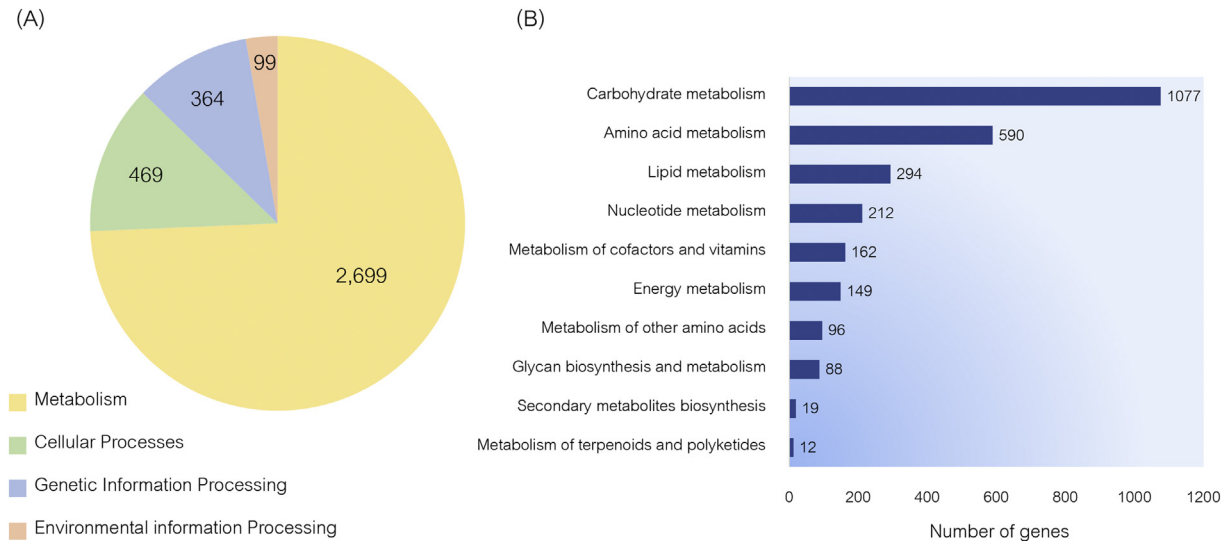 (A)
99
364
469
2,699
Metabolism
Cellular Processes
Genetic Information Processing
Environmental information Processing
(B)
Carbohydrate metabolism 1077
Amino acid metabolism 590
Lipid metabolism 294
Nucleotide metabolism 212
Metabolism of cofactors and vitamins 162
Energy metabolism 149
Metabolism of other amino acids 96
Glycan biosynthesis and metabolism 88
Secondary metabolites biosynthesis 19
Metabolism of terpenoids and polyketides 12
0 200 400 600 800 1000 1200
Number of genes